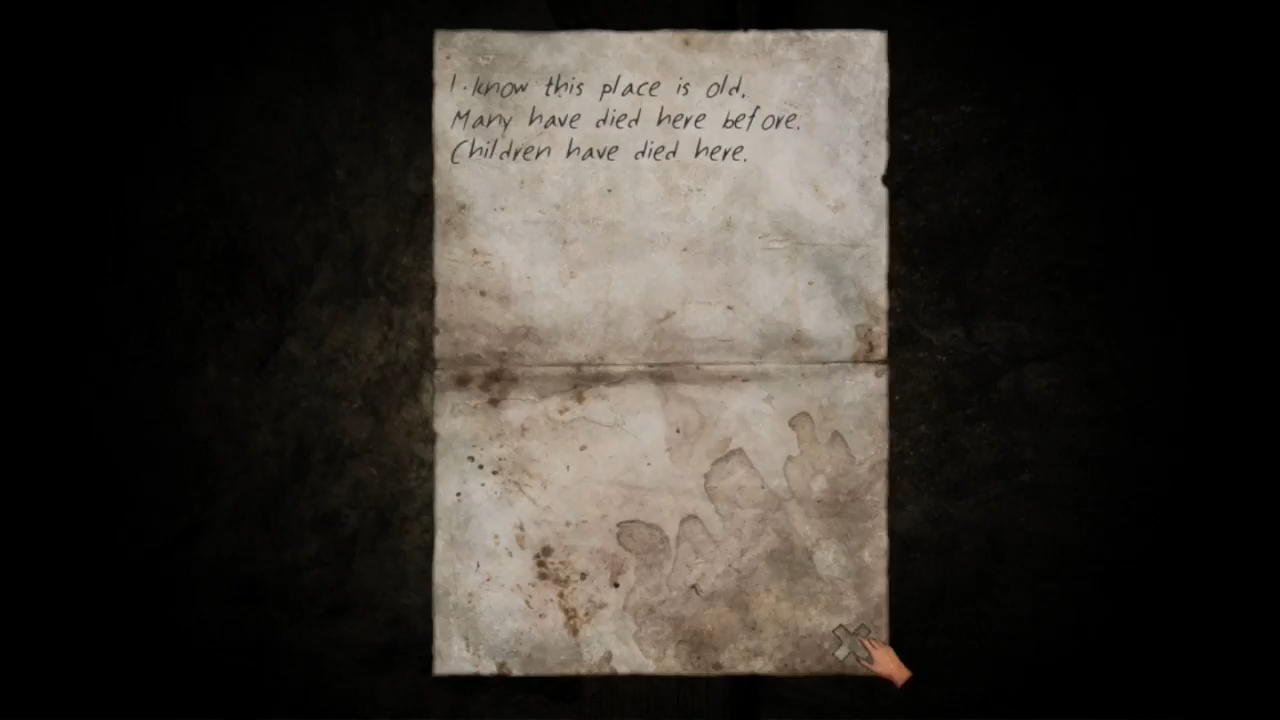 I know this place is old.
Many have died here before.
Children have died here.